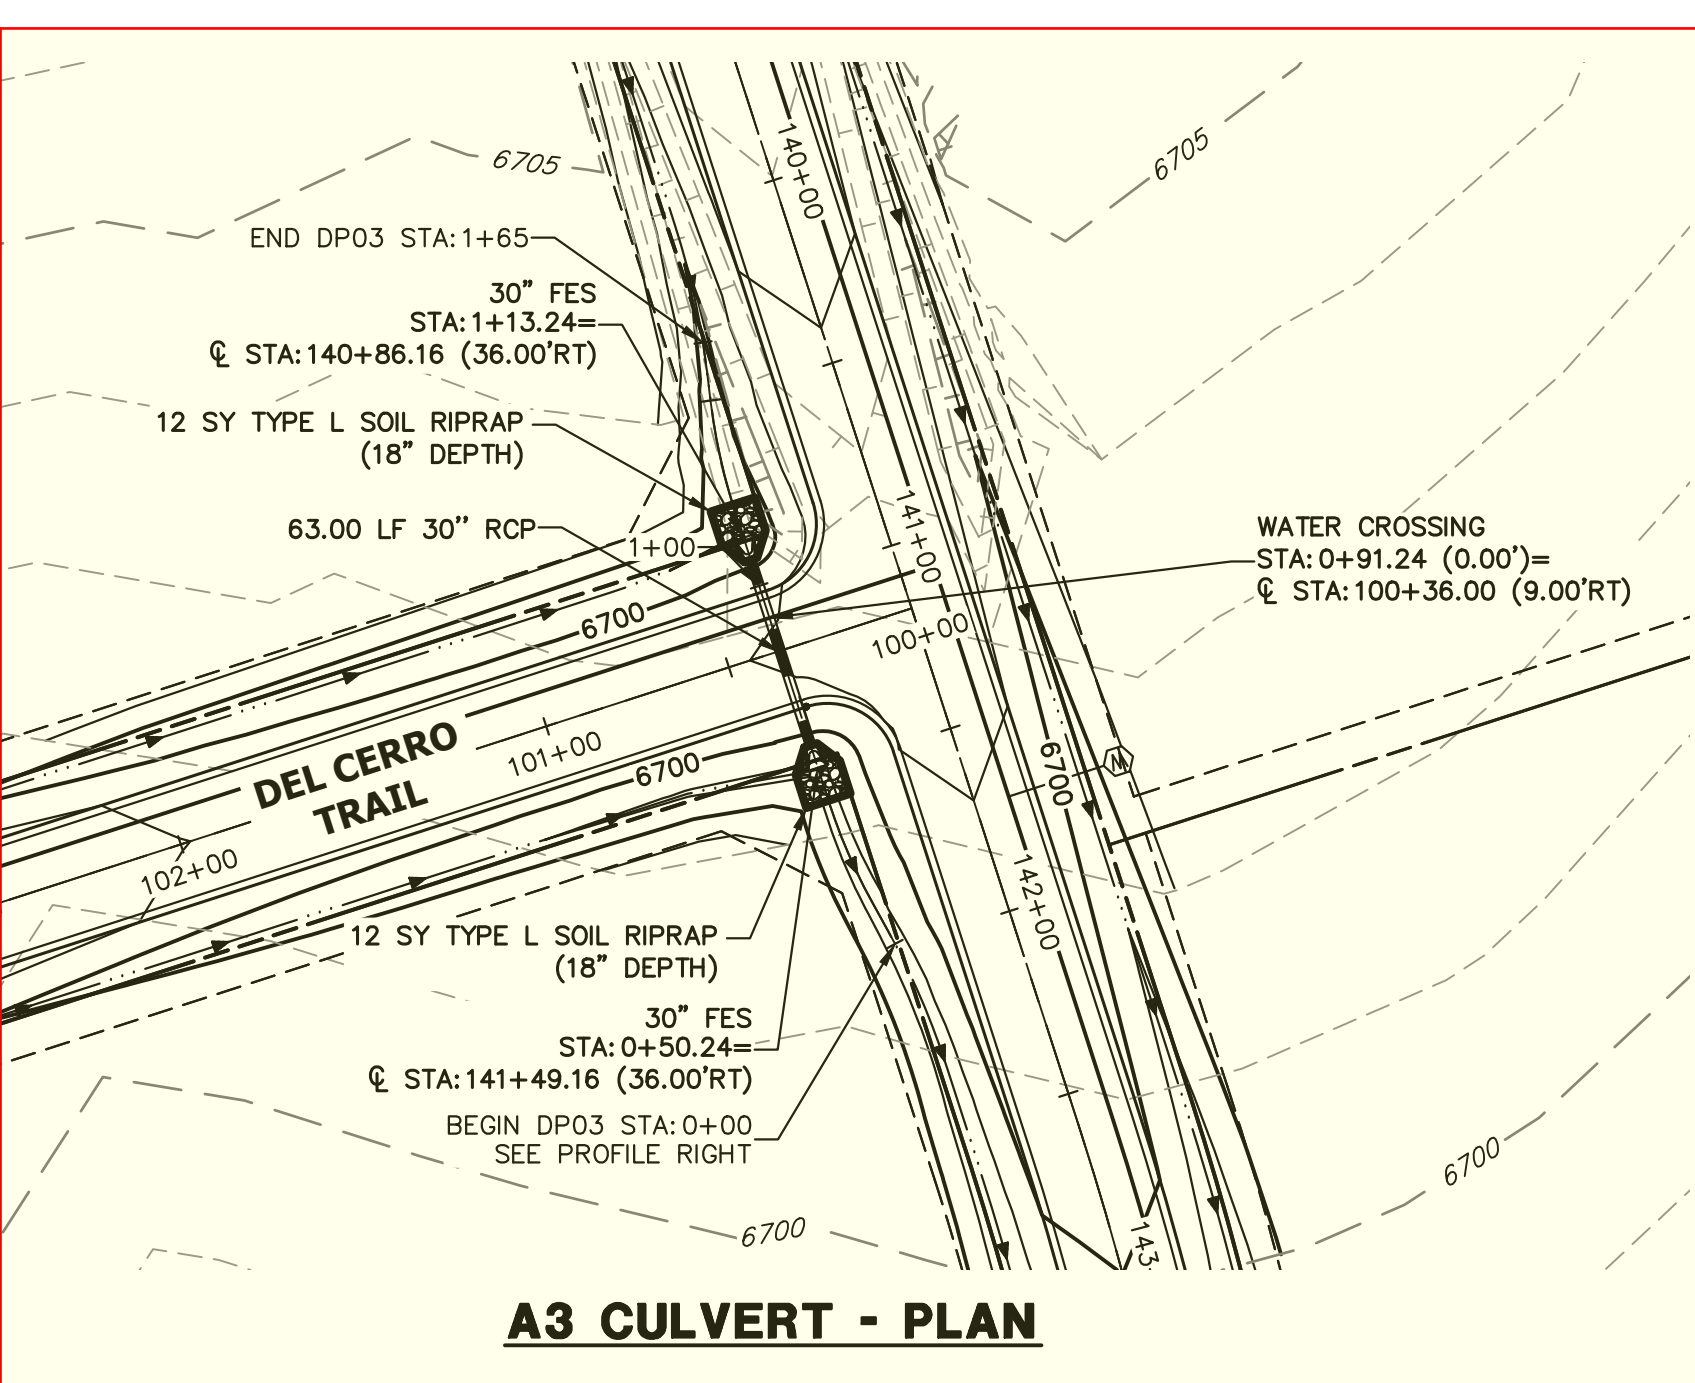 140+00
6705
6705
END DP03 STA:1+65
30" FES
STA:1+13.24=
℄ STA:140+86.16 (36.00'RT)
12 SY TYPE L SOIL RIPRAP
(18" DEPTH)
63.00 LF 30" RCP
1+00
141+00
WATER CROSSING
STA:0+91.24 (0.00')=
℄ STA:100+36.00 (9.00'RT)
6700
100+00
DEL CERRO
TRAIL
101+00
6700
6700
W
102+00
142+00
12 SY TYPE L SOIL RIPRAP
(18" DEPTH)
30" FES
STA:0+50.24=
℄ STA:141+49.16 (36.00'RT)
BEGIN DP03 STA:0+00
SEE PROFILE RIGHT
6700
6700
143
A3 CULVERT - PLAN